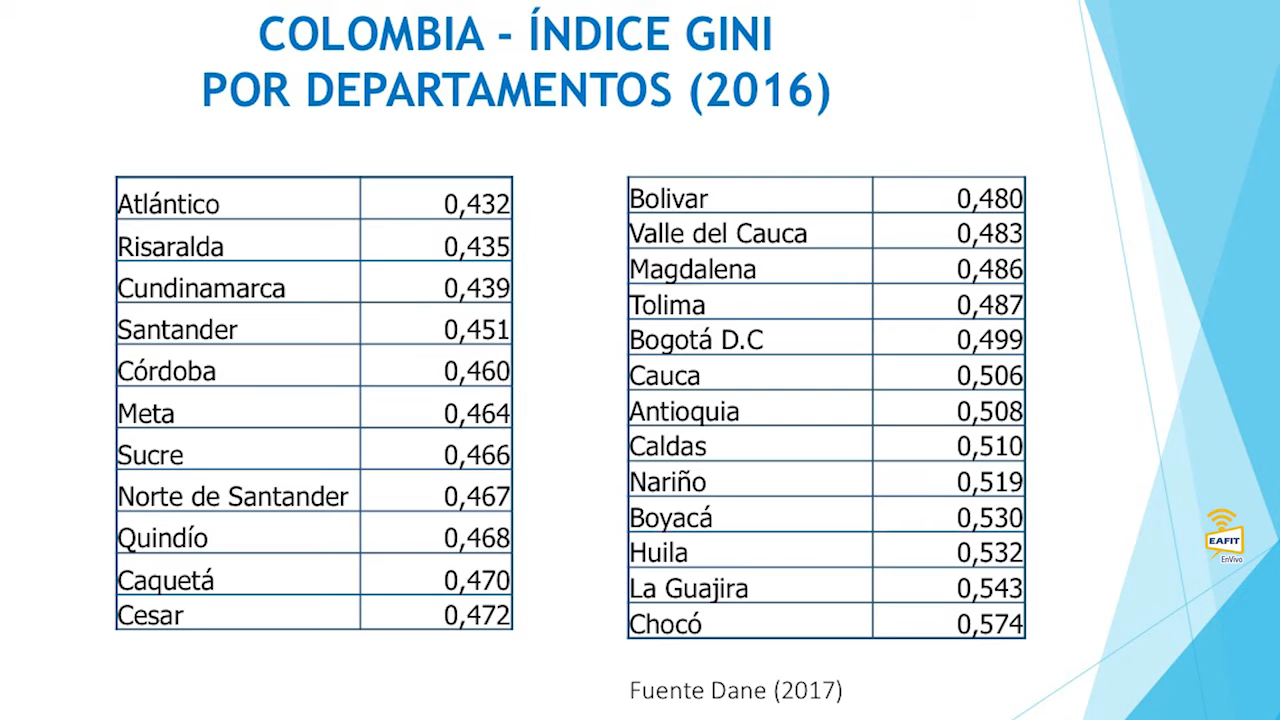 COLOMBIA - ÍNDICE GINI
POR DEPARTAMENTOS (2016)
Atlántico 0,432
Risaralda 0,435
Cundinamarca 0,439
Santander 0,451
Córdoba 0,460
Meta 0,464
Sucre 0,466
Norte de Santander 0,467
Quindío 0,468
Caquetá 0,470
Cesar 0,472
Bolivar 0,480
Valle del Cauca 0,483
Magdalena 0,486
Tolima 0,487
Bogotá D.C 0,499
Cauca 0,506
Antioquia 0,508
Caldas 0,510
Nariño 0,519
Boyacá 0,530
Huila 0,532
La Guajira 0,543
Chocó 0,574
Fuente Dane (2017)
EAFIT
EnVivo